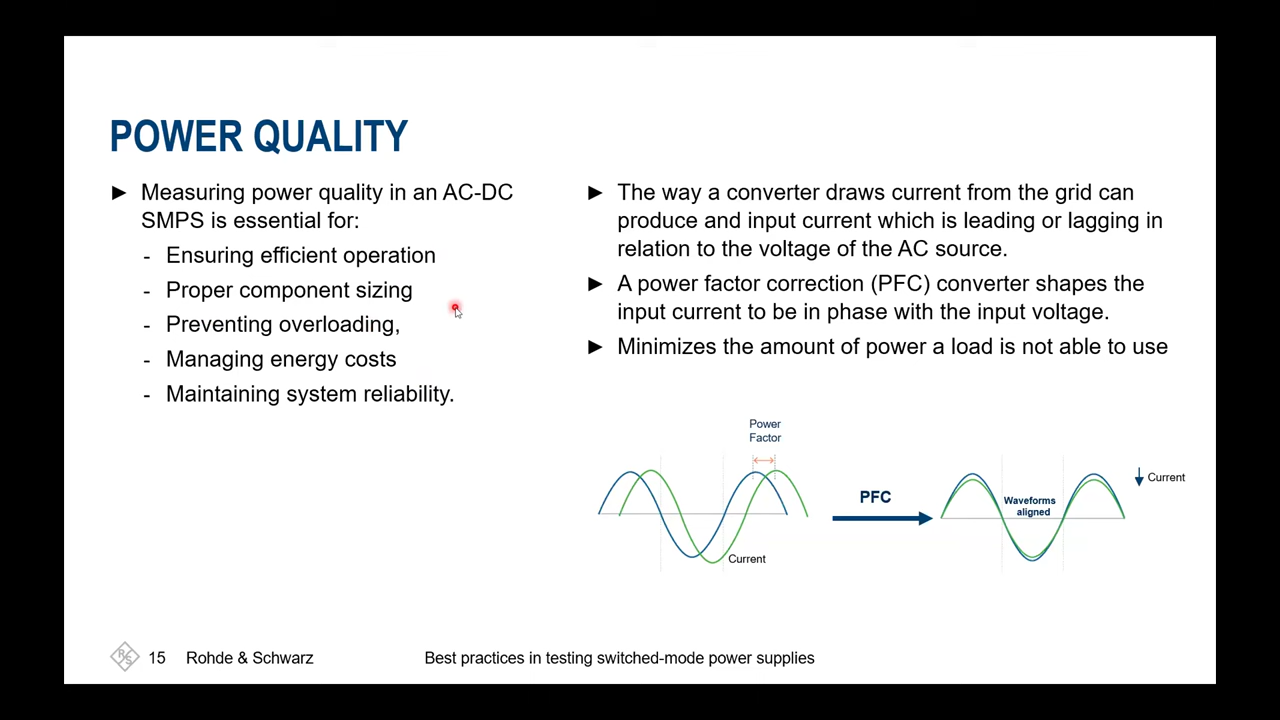 POWER QUALITY
► Measuring power quality in an AC-DC
SMPS is essential for:
- Ensuring efficient operation
- Proper component sizing
- Preventing overloading,
- Managing energy costs
- Maintaining system reliability.
► The way a converter draws current from the grid can
produce and input current which is leading or lagging in
relation to the voltage of the AC source.
► A power factor correction (PFC) converter shapes the
input current to be in phase with the input voltage.
► Minimizes the amount of power a load is not able to use
Power
Factor
Current
PFC
Waveforms
aligned
Current
R&S
15 Rohde & Schwarz
Best practices in testing switched-mode power supplies